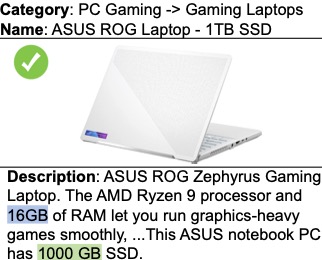 Category: PC Gaming -> Gaming Laptops
Name: ASUS ROG Laptop - 1TB SSD
Description: ASUS ROG Zephyrus Gaming
Laptop. The AMD Ryzen 9 processor and
16GB of RAM let you run graphics-heavy
games smoothly, ...This ASUS notebook PC
has 1000 GB SSD.